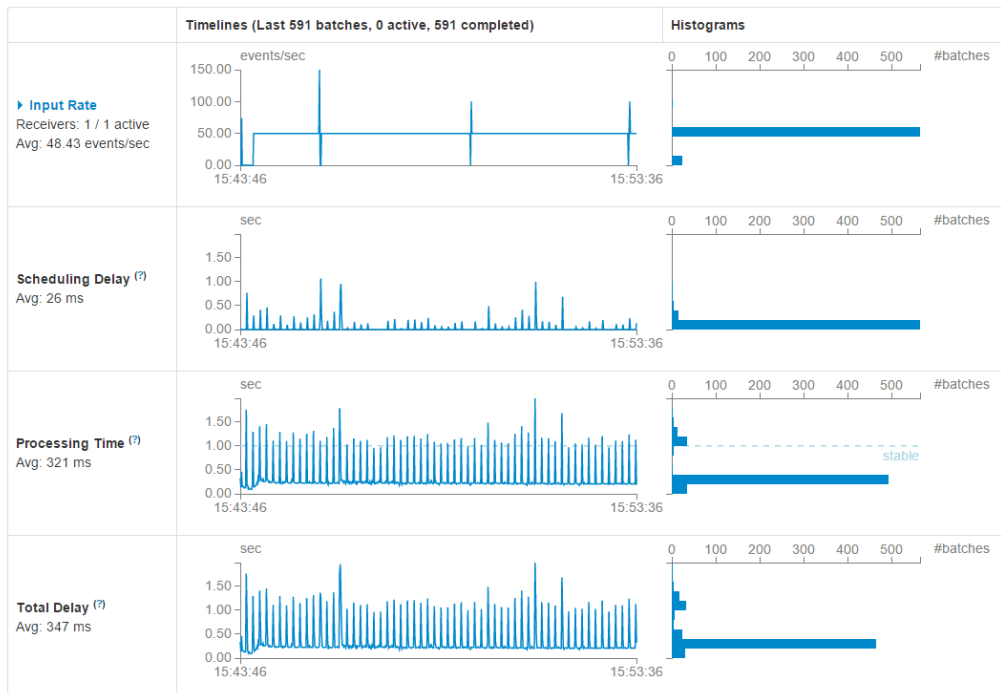 Timelines (Last 591 batches, 0 active, 591 completed)
Histograms
Input Rate
Receivers: 1 / 1 active
Avg: 48.43 events/sec
events/sec
150.00
100.00
50.00
0.00
15:43:46
15:53:36
0 100 200 300 400 500 #batches
Scheduling Delay (?)
Avg: 26 ms
sec
1.50
1.00
0.50
0.00
15:43:46
15:53:36
0 100 200 300 400 500 #batches
Processing Time (?)
Avg: 321 ms
sec
1.50
1.00
0.50
0.00
15:43:46
15:53:36
0 100 200 300 400 500 #batches
stable
Total Delay (?)
Avg: 347 ms
sec
1.50
1.00
0.50
0.00
15:43:46
15:53:36
0 100 200 300 400 500 #batches